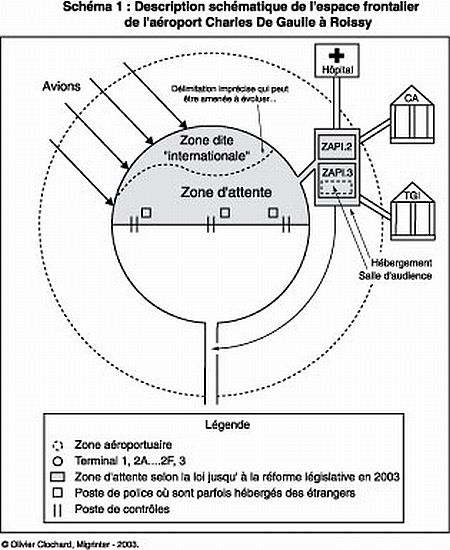 Schéma 1 : Description schématique de l'espace frontalier
de l'aéroport Charles De Gaulle à Roissy
Avions
Délimitation imprécise qui peut
être amenée à évoluer...
Hôpital
CA
Zone dite
"internationale"
ZAPI.2
Zone d'attente
ZAPI.3
TGI
Hébergement
Salle d'audience
Légende
Zone aéroportuaire
Terminal 1, 2A....2F, 3
Zone d'attente selon la loi jusqu' à la réforme législative en 2003
Poste de police où sont parfois hébergés des étrangers
Poste de contrôles
© Olivier Clochard, Migrinter - 2003.